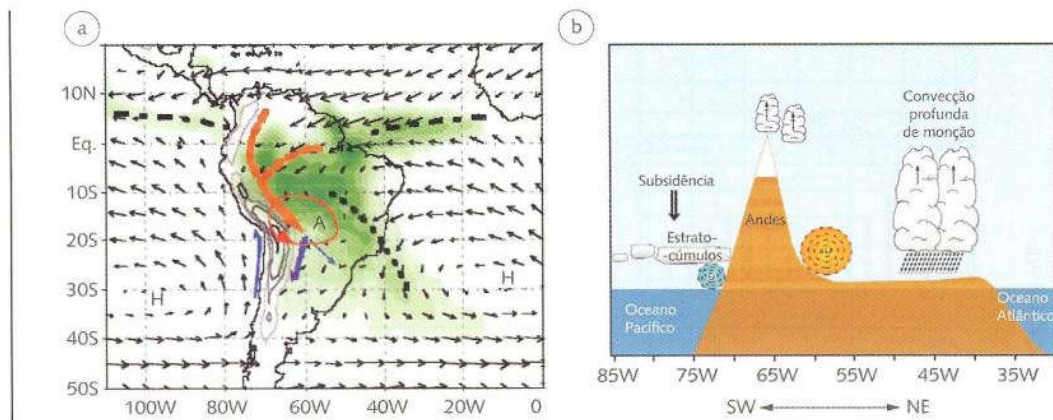 a
10N
Eq.
10S
20S
30S
40S
50S
100W 80W 60W 40W 20W 0
H
A
H
b
Convecção
profunda
de monção
Subsidência
Estrato-
-cúmulos
Andes
Oceano
Pacífico
Oceano
Atlântico
85W 75W 65W 55W 45W 35W
SW NE